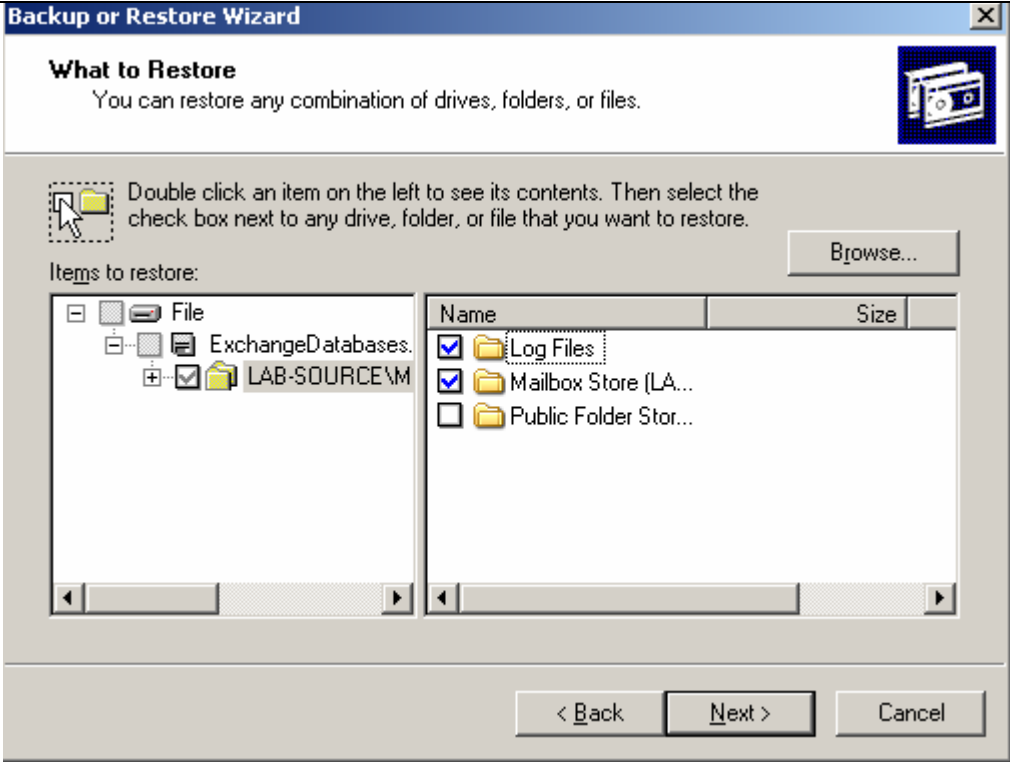 Backup or Restore Wizard
What to Restore
You can restore any combination of drives, folders, or files.
Double click an item on the left to see its contents. Then select the
check box next to any drive, folder, or file that you want to restore.
Browse...
Items to restore:
File
ExchangeDatabases.
LAB-SOURCE\M
Name Size
Log Files
Mailbox Store (LA...
Public Folder Stor...
< Back Next > Cancel